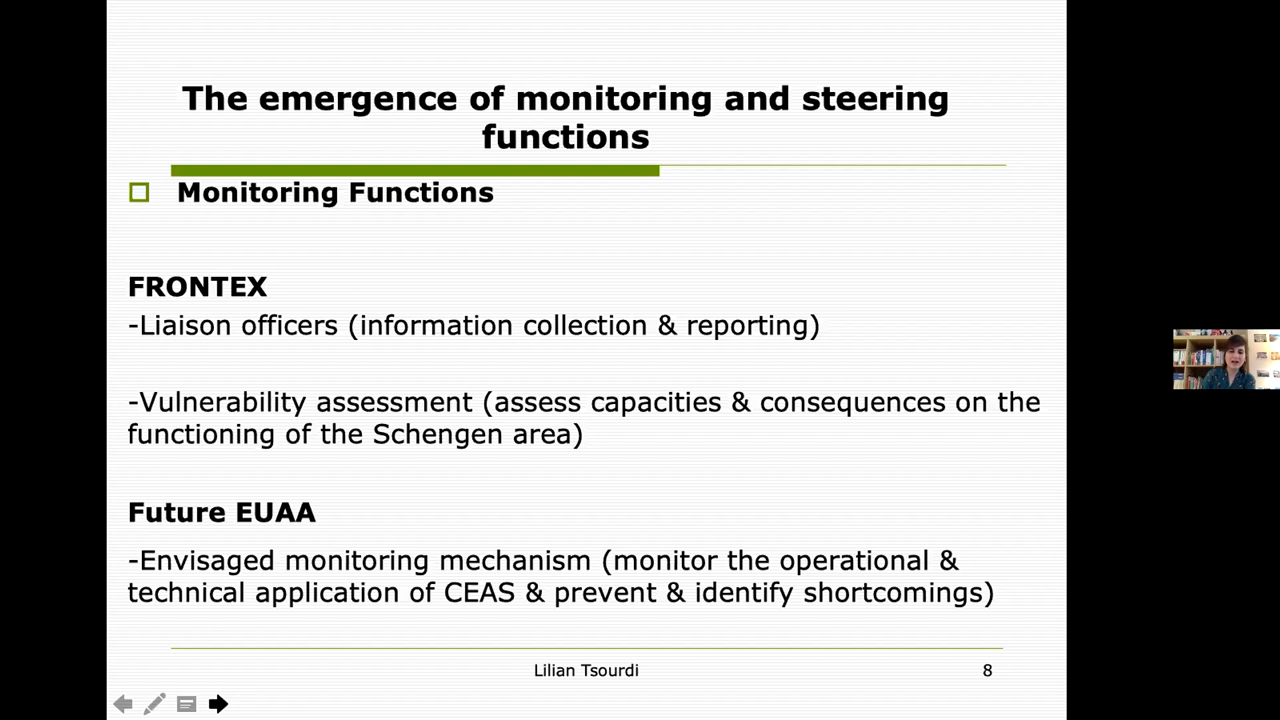 The emergence of monitoring and steering
functions
Monitoring Functions
FRONTEX
-Liaison officers (information collection & reporting)
-Vulnerability assessment (assess capacities & consequences on the
functioning of the Schengen area)
Future EUAA
-Envisaged monitoring mechanism (monitor the operational &
technical application of CEAS & prevent & identify shortcomings)
Lilian Tsourdi
8